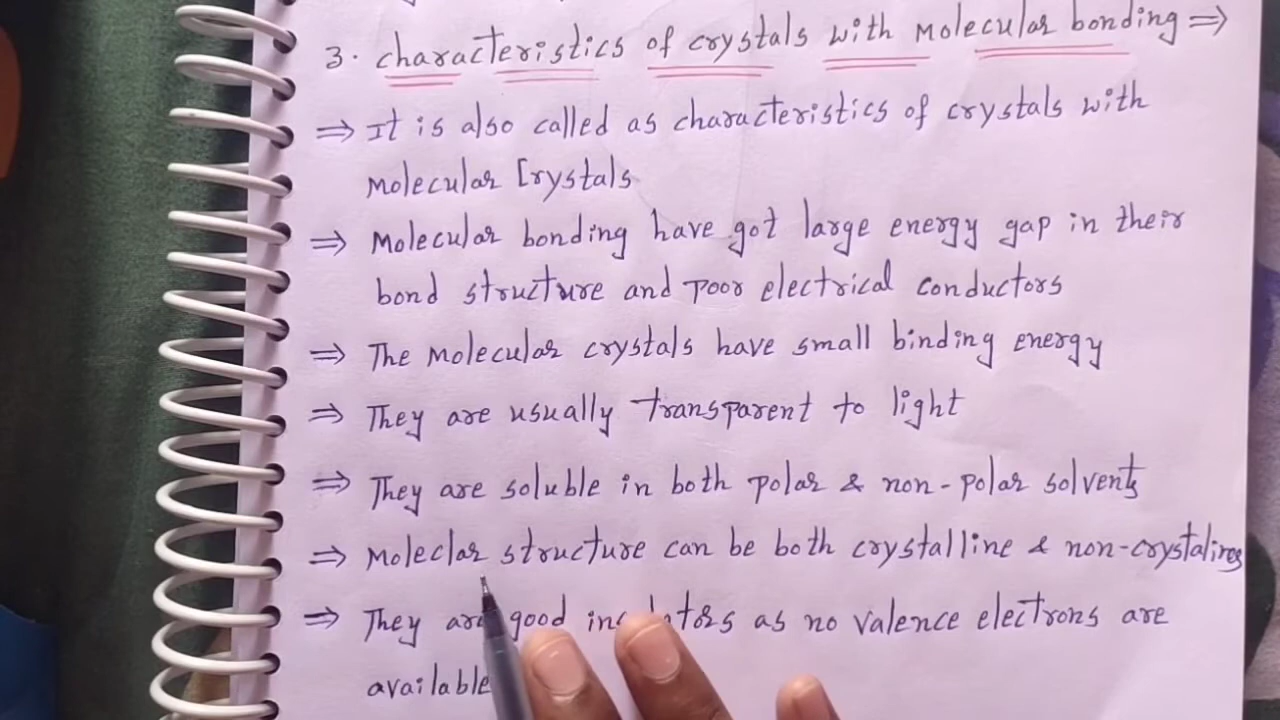 3. characteristics of crystals with molecular bonding ⇒
⇒ It is also called as characteristics of crystals with
molecular Crystals
⇒ Molecular bonding have got large energy gap in their
bond structure and poor electrical conductors
⇒ The molecular crystals have small binding energy
⇒ They are usually transparent to light
⇒ They are soluble in both polar & non-polar solvents
⇒ Moleclar structure can be both crystalline & non-crystalines
⇒ They are good as no valence electrons are
available